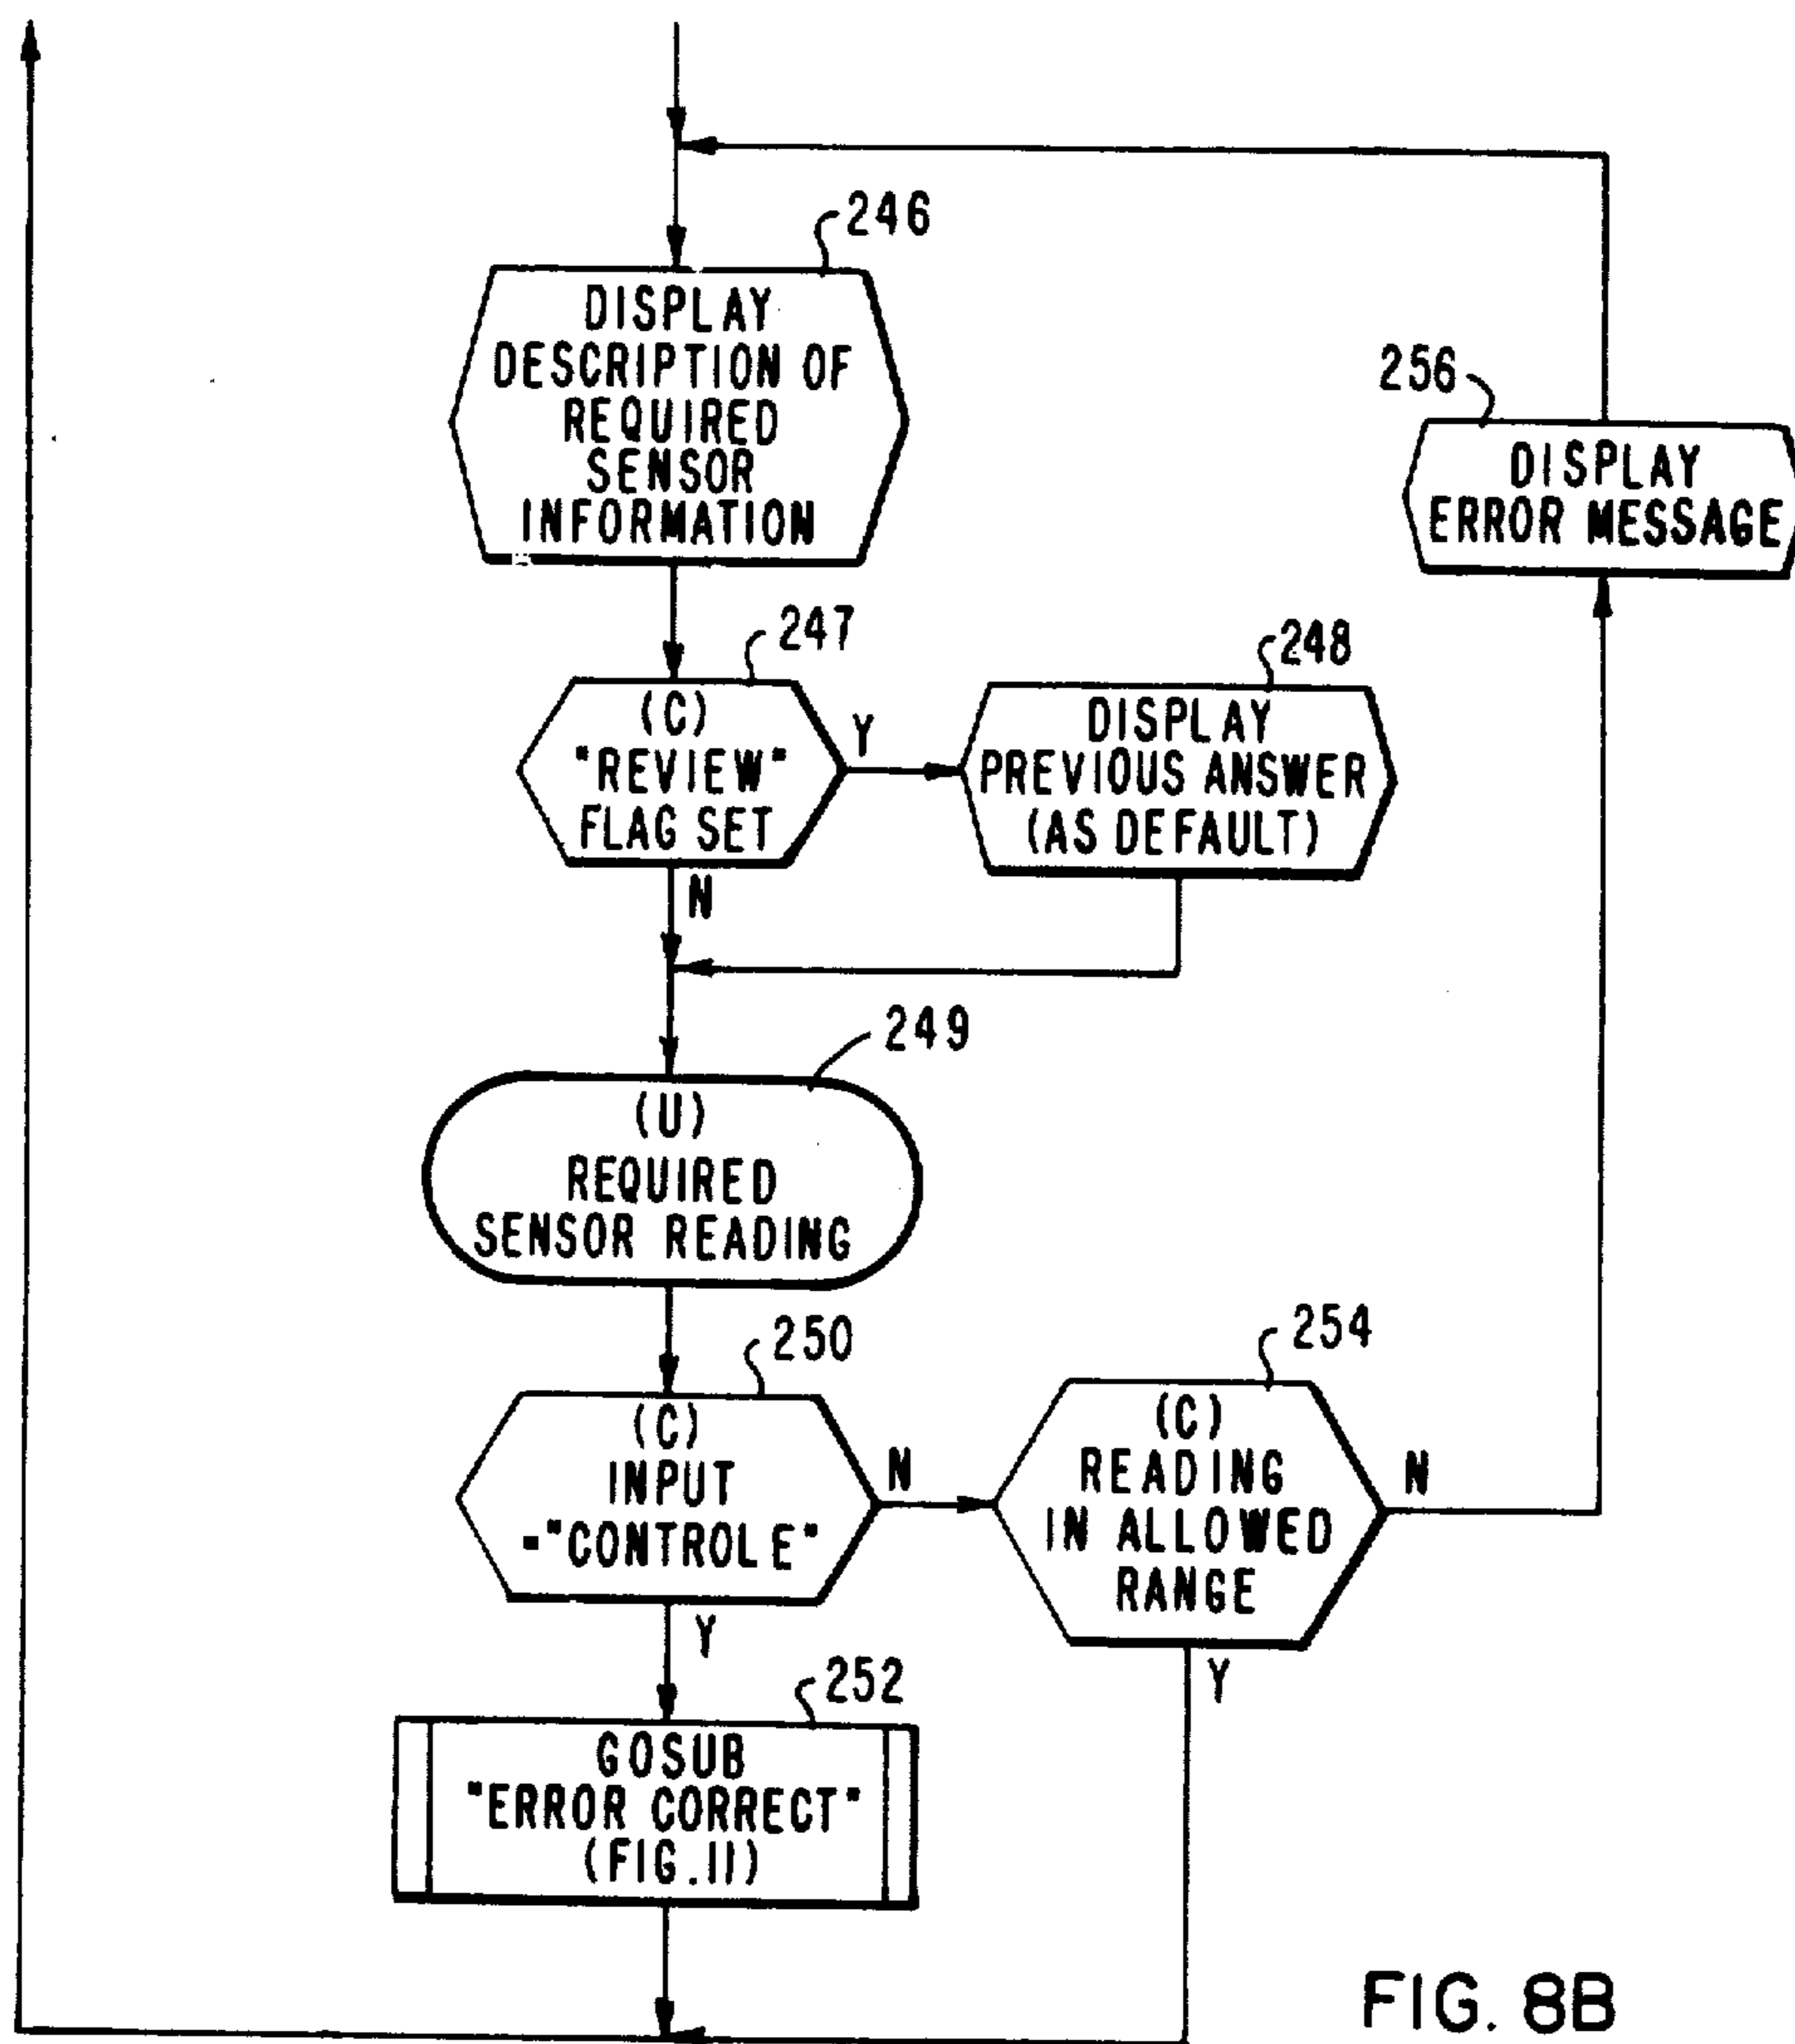 246
DISPLAY
DESCRIPTION OF
REQUIRED
SENSOR
INFORMATION
256
DISPLAY
ERROR MESSAGE
247
(C)
"REVIEW"
FLAG SET
Y
N
248
DISPLAY
PREVIOUS ANSWER
(AS DEFAULT)
249
(U)
REQUIRED
SENSOR READING
250
(C)
INPUT
="CONTROLE"
N
Y
254
(C)
READING
IN ALLOWED
RANGE
N
Y
252
GOSUB
"ERROR CORRECT"
(FIG. 11)
FIG. 8B